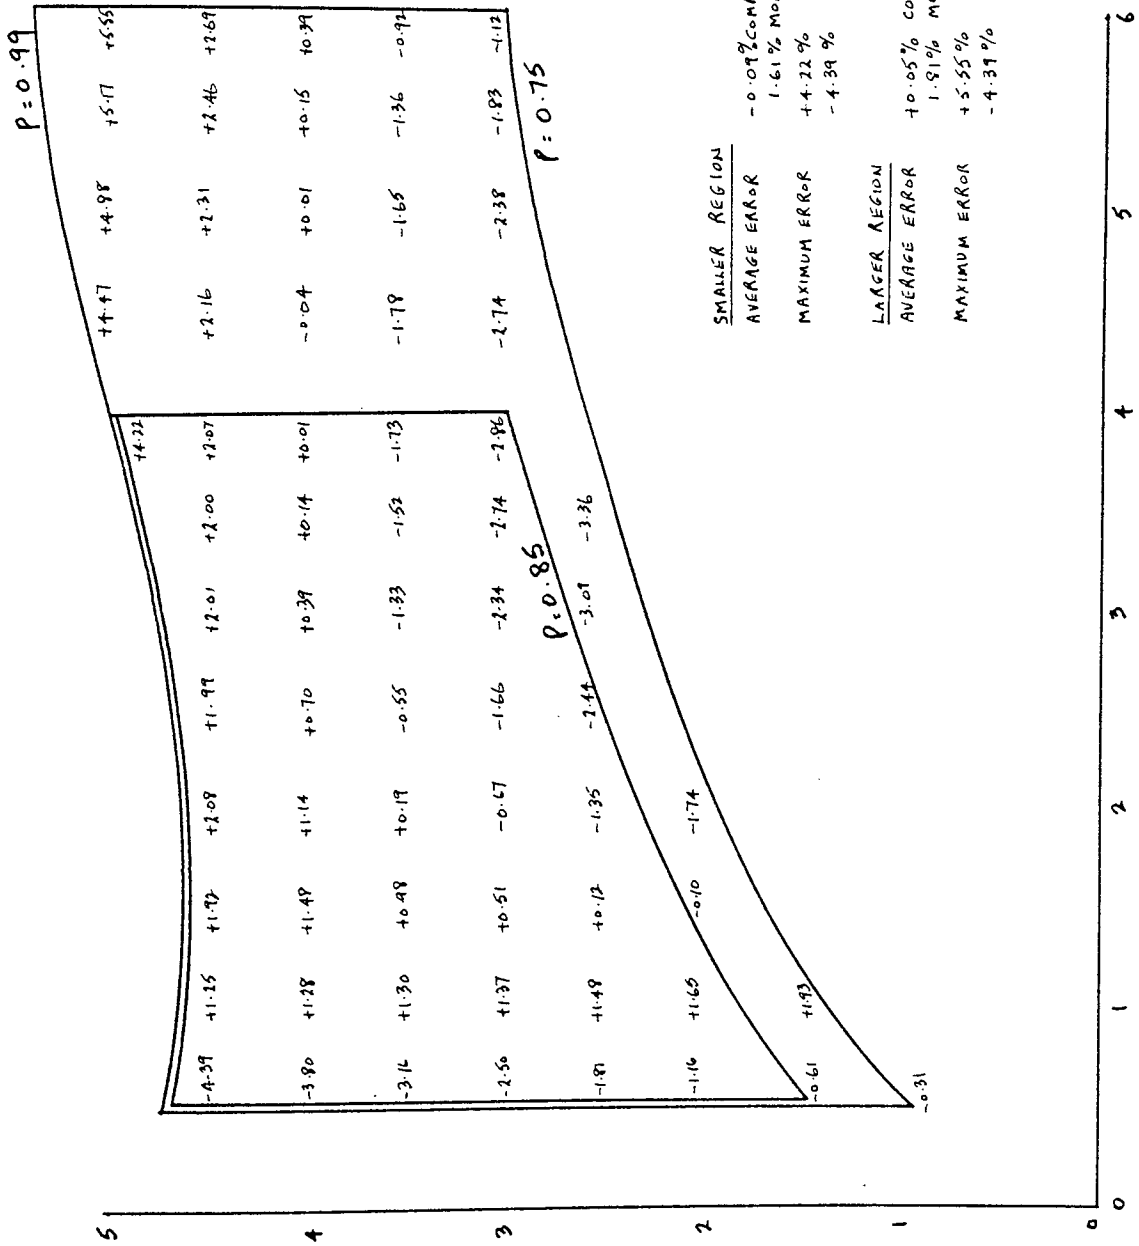 P=0.99
5 +4.22 +4.47 +4.98 +5.17 +5.55
-4.39 +1.25 +1.92 +2.08 +1.99 +2.01 +2.00 +2.07 +2.16 +2.31 +2.46 +2.69
4 -3.80 +1.28 +1.48 +1.14 +0.70 +0.39 +0.14 +0.01 -0.04 +0.01 +0.15 +0.39
-3.16 +1.30 +0.98 +0.19 -0.55 -1.33 -1.52 -1.73 -1.78 -1.65 -1.36 -0.92
3 -2.50 +1.37 +0.51 -0.67 -1.66 -2.34 -2.74 -2.86 -2.74 -2.38 -1.83 -1.12
P=0.85
P=0.75
-1.81 +1.48 +0.12 -1.35 -2.44 -3.09 -3.36
2 -1.16 +1.65 -0.10 -1.74
-0.61 +1.93
1 -0.31
SMALLER REGION
AVERAGE ERROR -0.09%
1.61%
MAXIMUM ERROR +4.22%
-4.39%
LARGER REGION
AVERAGE ERROR +0.05%
1.81%
MAXIMUM ERROR +5.55%
-4.39%
0
0 1 2 3 4 5 6